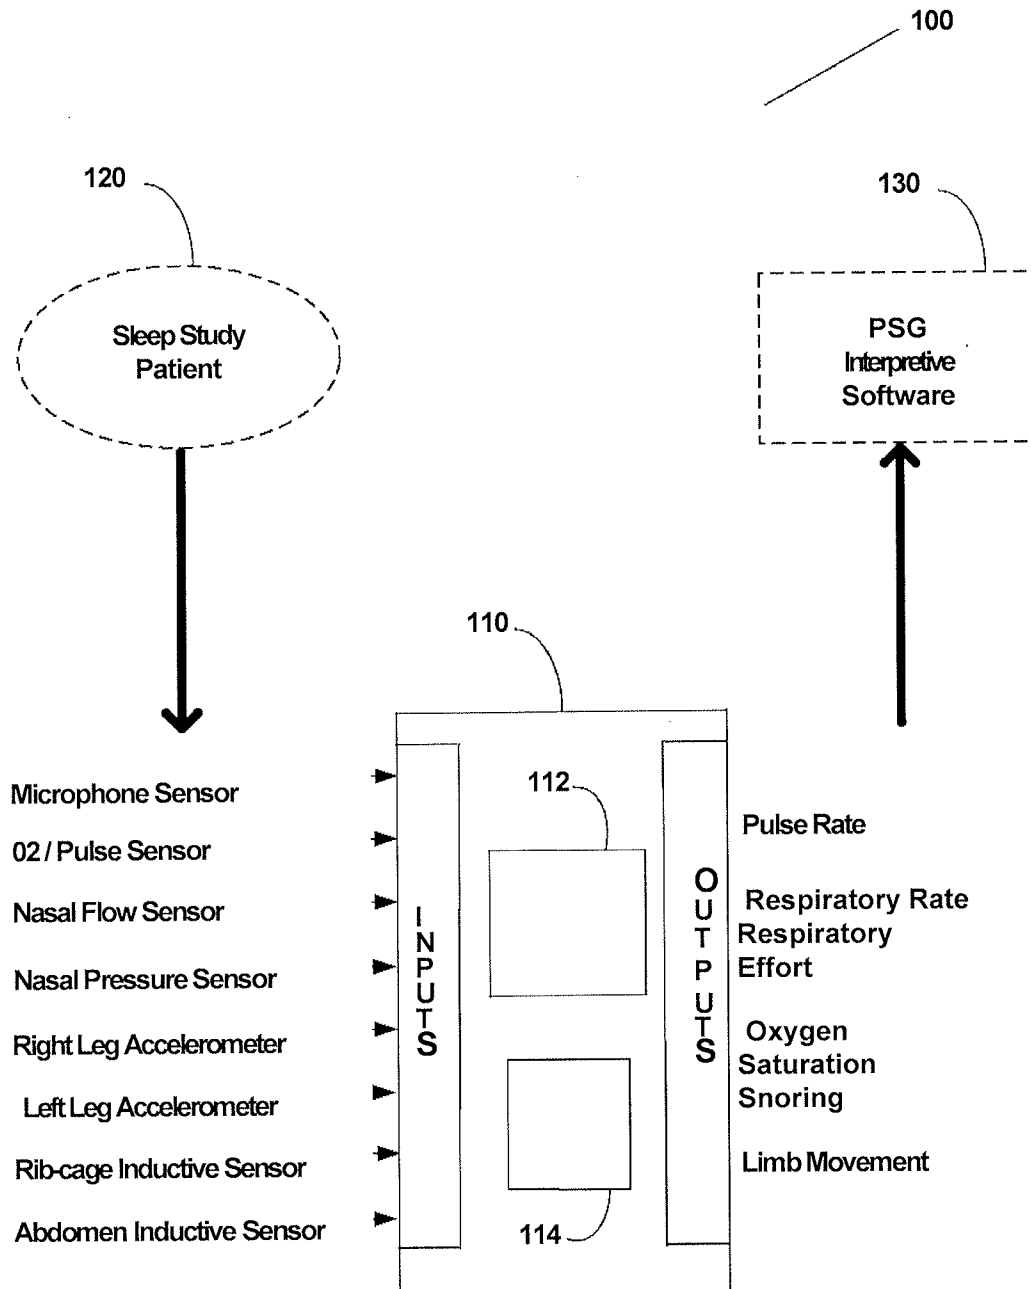 100
120
130
Sleep Study
Patient
PSG
Interpretive
Software
110
112
Microphone Sensor
02 / Pulse Sensor
Nasal Flow Sensor
Nasal Pressure Sensor
Right Leg Accelerometer
Left Leg Accelerometer
Rib-cage Inductive Sensor
Abdomen Inductive Sensor
INPUTS
OUTPUTS
Pulse Rate
Respiratory Rate
Respiratory
Effort
Oxygen
Saturation
Snoring
Limb Movement
114